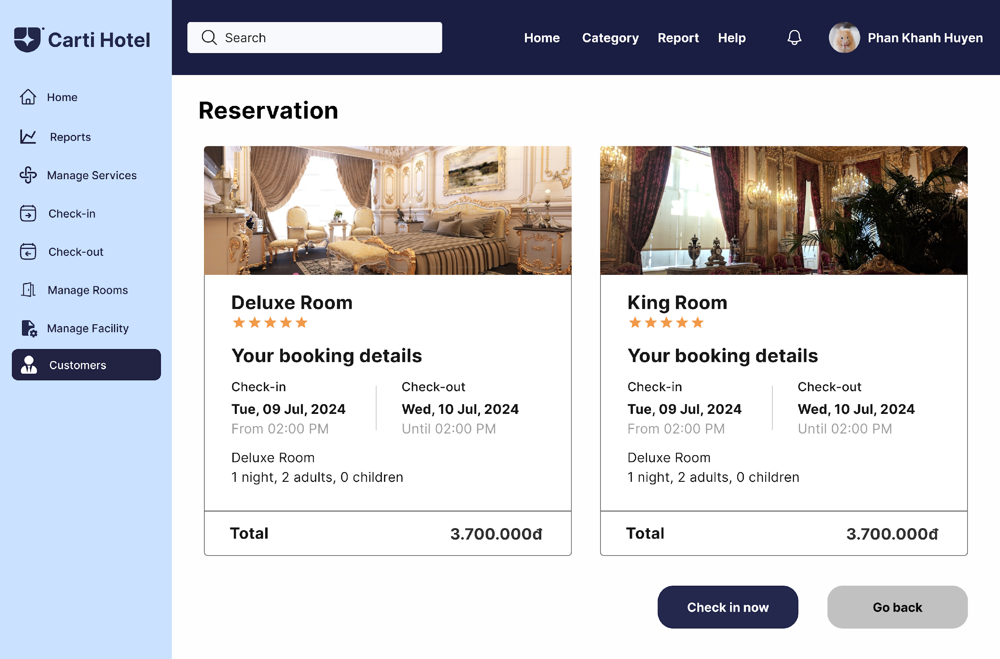 Carti Hotel
Search
Home
Category
Report
Help
Phan Khanh Huyen
Home
Reports
Manage Services
Check-in
Check-out
Manage Rooms
Manage Facility
Customers
Reservation
Deluxe Room
Your booking details
Check-in
Tue, 09 Jul, 2024
From 02:00 PM
Check-out
Wed, 10 Jul, 2024
Until 02:00 PM
Deluxe Room
1 night, 2 adults, 0 children
Total
3.700.000đ
King Room
Your booking details
Check-in
Tue, 09 Jul, 2024
From 02:00 PM
Check-out
Wed, 10 Jul, 2024
Until 02:00 PM
Deluxe Room
1 night, 2 adults, 0 children
Total
3.700.000đ
Check in now
Go back